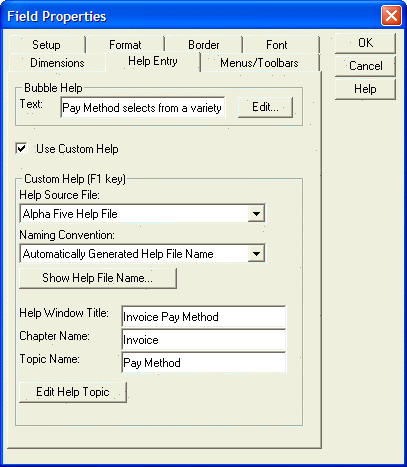 Field Properties
Setup Format Border Font
Dimensions Help Entry Menus/Toolbars
OK
Cancel
Help
Bubble Help
Text: Pay Method selects from a variety Edit...
Use Custom Help
Custom Help (F1 key)
Help Source File:
Alpha Five Help File
Naming Convention:
Automatically Generated Help File Name
Show Help File Name...
Help Window Title: Invoice Pay Method
Chapter Name: Invoice
Topic Name: Pay Method
Edit Help Topic